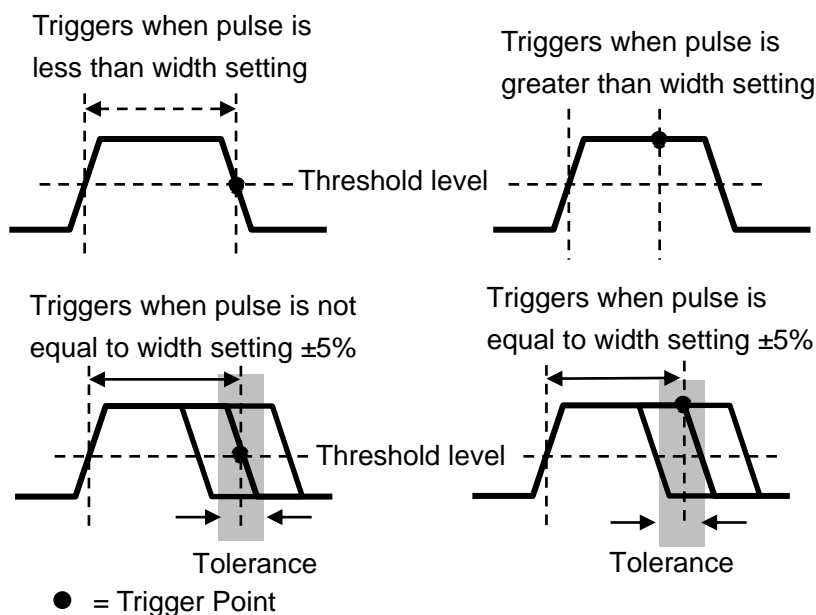 Triggers when pulse is
less than width setting
Triggers when pulse is
greater than width setting
Threshold level
Triggers when pulse is not
equal to width setting ±5%
Triggers when pulse is
equal to width setting ±5%
Threshold level
Tolerance
Tolerance
= Trigger Point